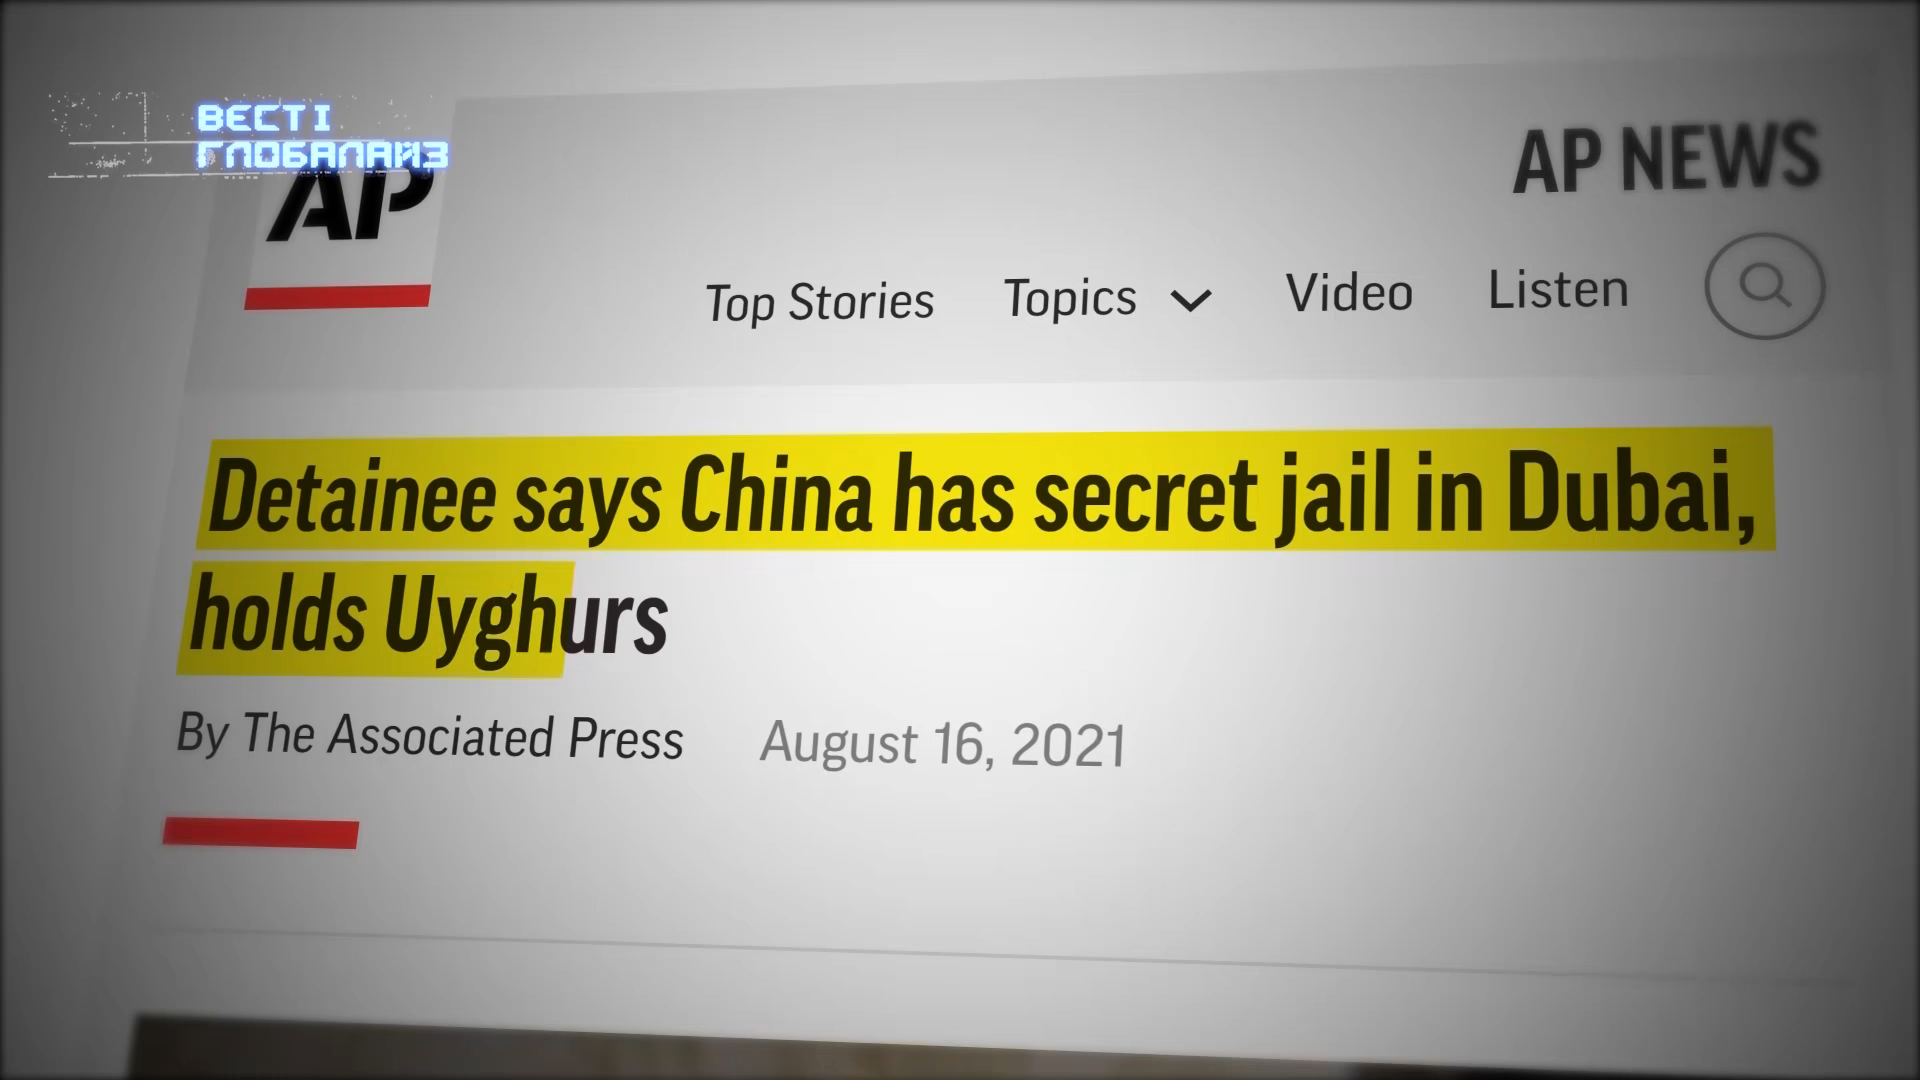 ВЕСТІ
ГЛОБАЛАЙЗ
AP
AP NEWS
Top Stories Topics Video Listen
Detainee says China has secret jail in Dubai,
holds Uyghurs
By The Associated Press August 16, 2021